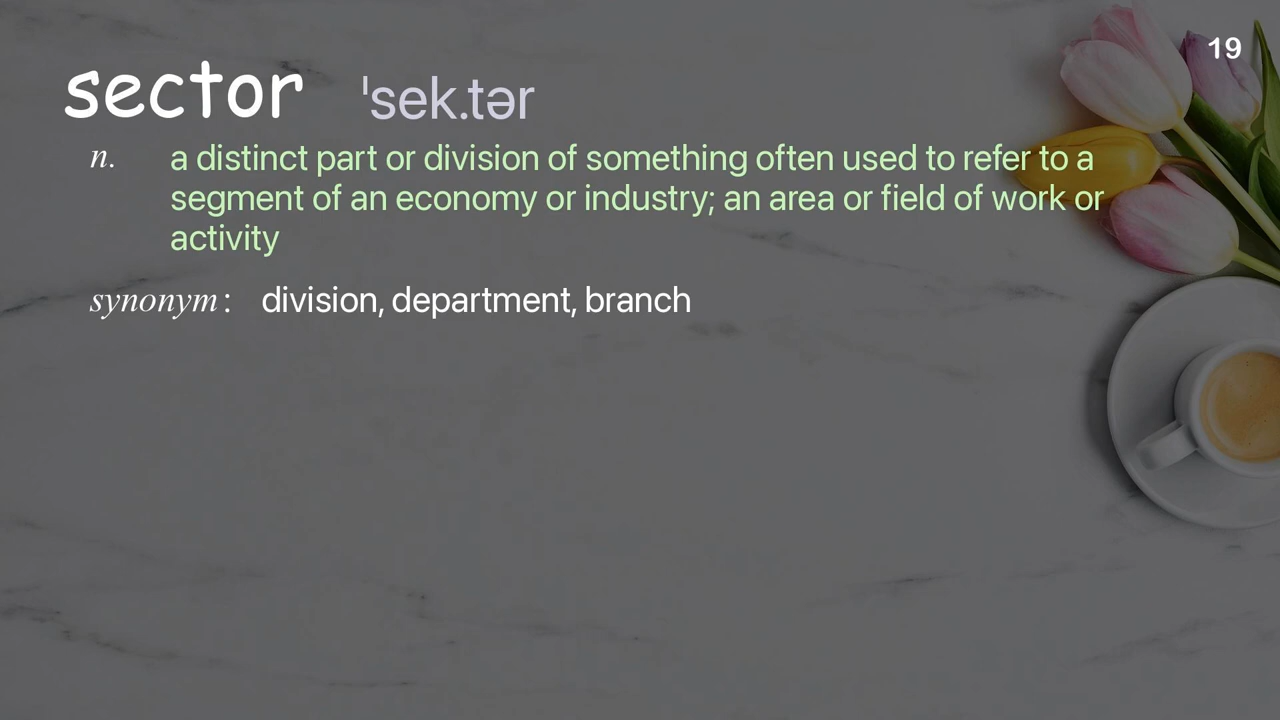 19
sector ˈsek.tər
n. a distinct part or division of something often used to refer to a
segment of an economy or industry; an area or field of work or
activity
synonym: division, department, branch